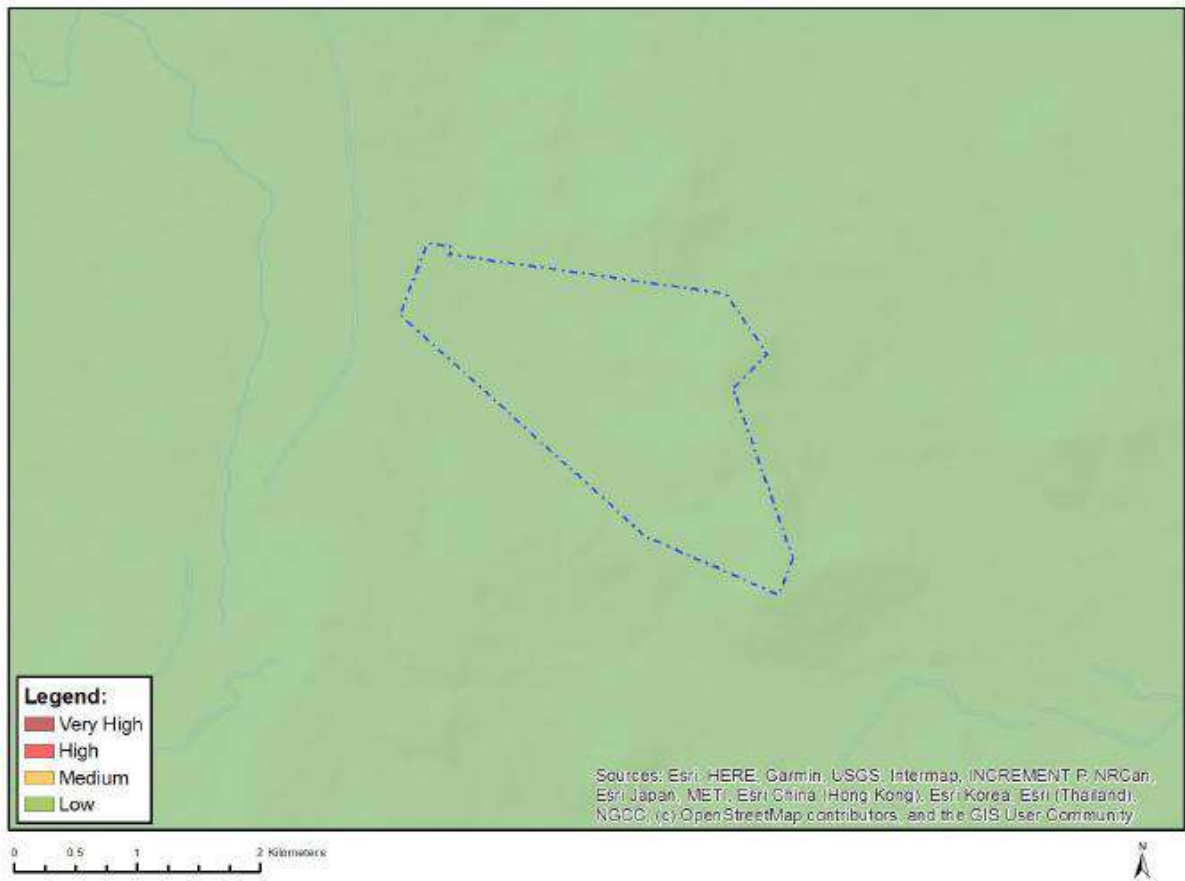 Legend:
Very High
High
Medium
Low
Sources: Esri, HERE, Garmin, USGS, Intermap, INCREMENT P, NRCan,
Esri Japan, METI, Esri China (Hong Kong), Esri Korea, Esri (Thailand),
NGCC, (c) OpenStreetMap contributors, and the GIS User Community
0 0.5 1 2 Kilometers
N